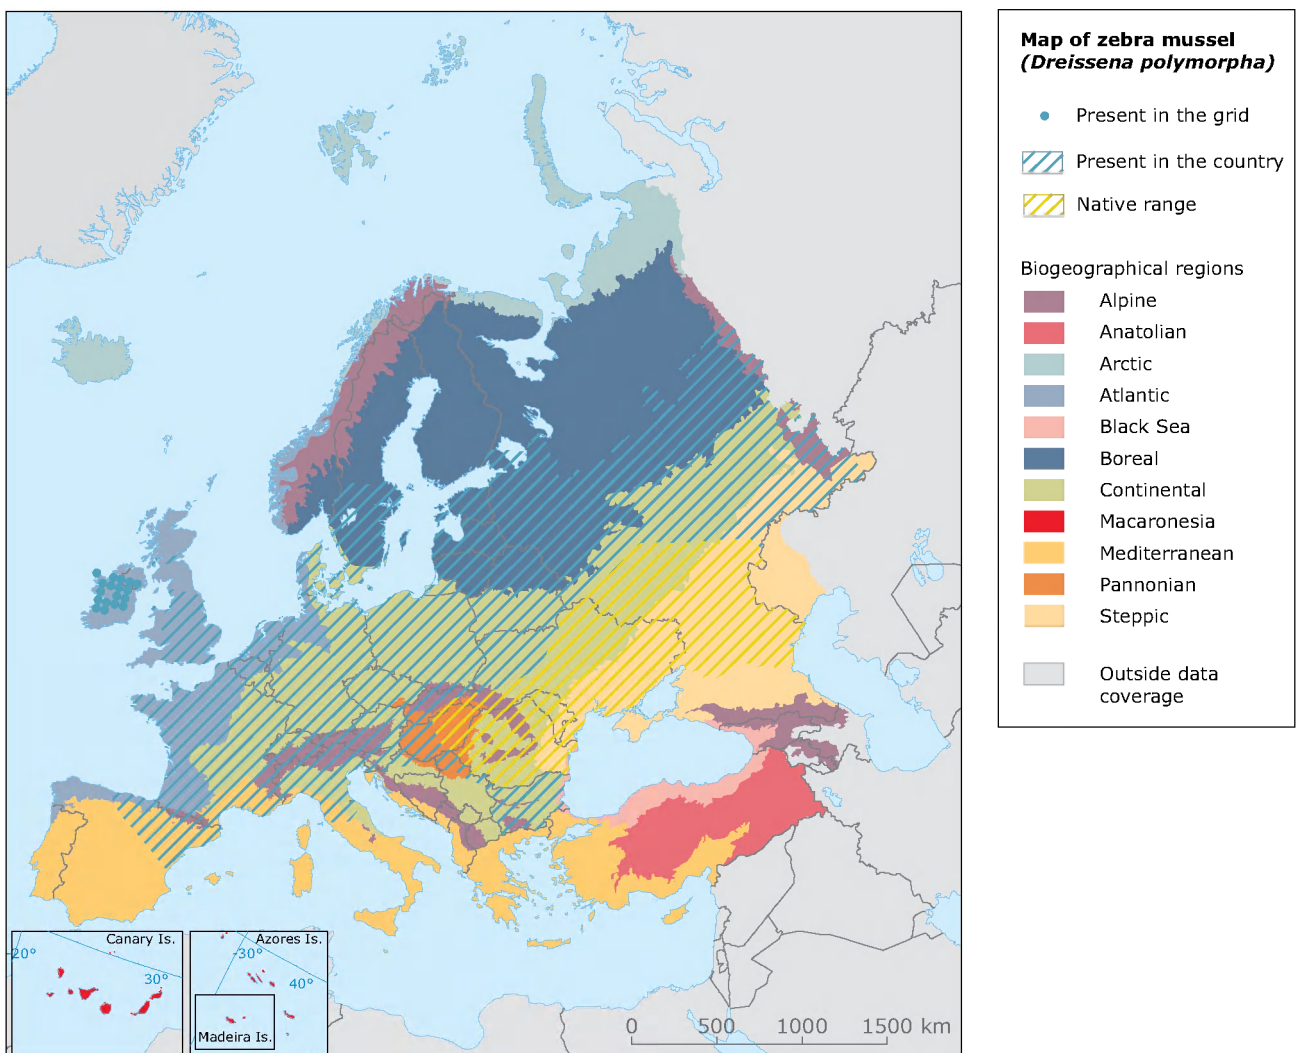 Map of zebra mussel
(Dreissena polymorpha)
Present in the grid
Present in the country
Native range
Biogeographical regions
Alpine
Anatolian
Arctic
Atlantic
Black Sea
Boreal
Continental
Macaronesia
Mediterranean
Pannonian
Steppic
Outside data
coverage
Canary Is.
-20°
30°
Azores Is.
-30°
40°
Madeira Is.
0 500 1000 1500 km